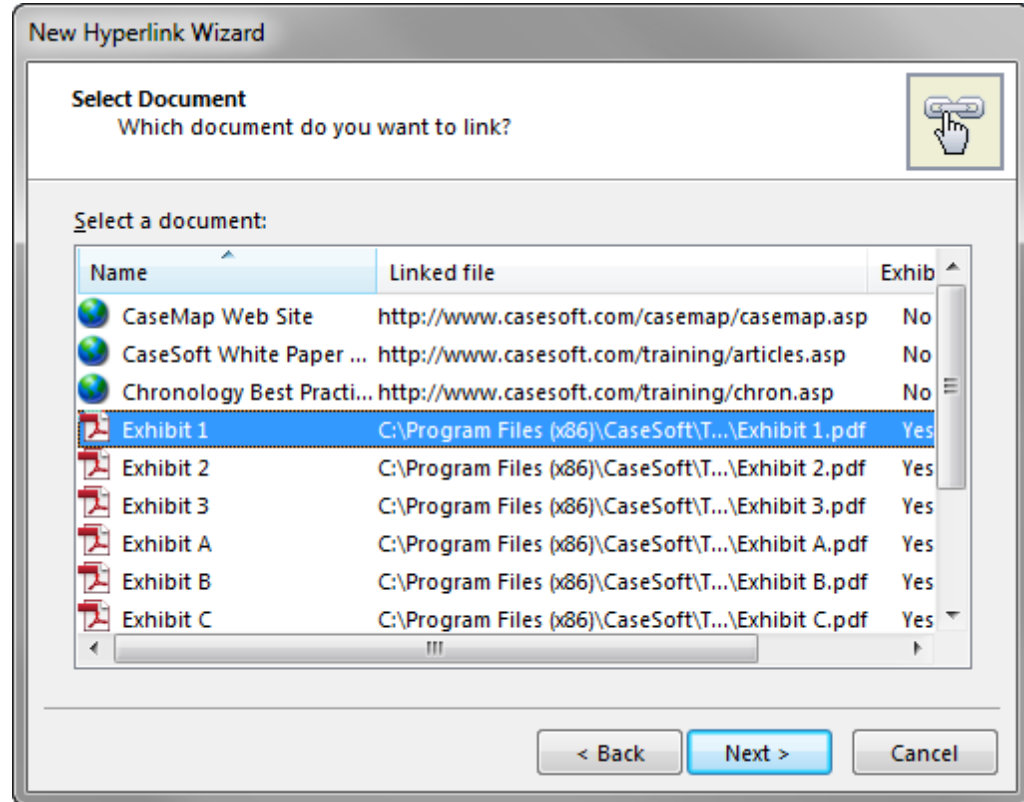 New Hyperlink Wizard
Select Document
Which document do you want to link?
Select a document:
Name Linked file Exhib
CaseMap Web Site http://www.casesoft.com/casemap/casemap.asp No
CaseSoft White Paper ... http://www.casesoft.com/training/articles.asp No
Chronology Best Practi... http://www.casesoft.com/training/chron.asp No
Exhibit 1 C:\Program Files (x86)\CaseSoft\T...\Exhibit 1.pdf Yes
Exhibit 2 C:\Program Files (x86)\CaseSoft\T...\Exhibit 2.pdf Yes
Exhibit 3 C:\Program Files (x86)\CaseSoft\T...\Exhibit 3.pdf Yes
Exhibit A C:\Program Files (x86)\CaseSoft\T...\Exhibit A.pdf Yes
Exhibit B C:\Program Files (x86)\CaseSoft\T...\Exhibit B.pdf Yes
Exhibit C C:\Program Files (x86)\CaseSoft\T...\Exhibit C.pdf Yes
< Back Next > Cancel